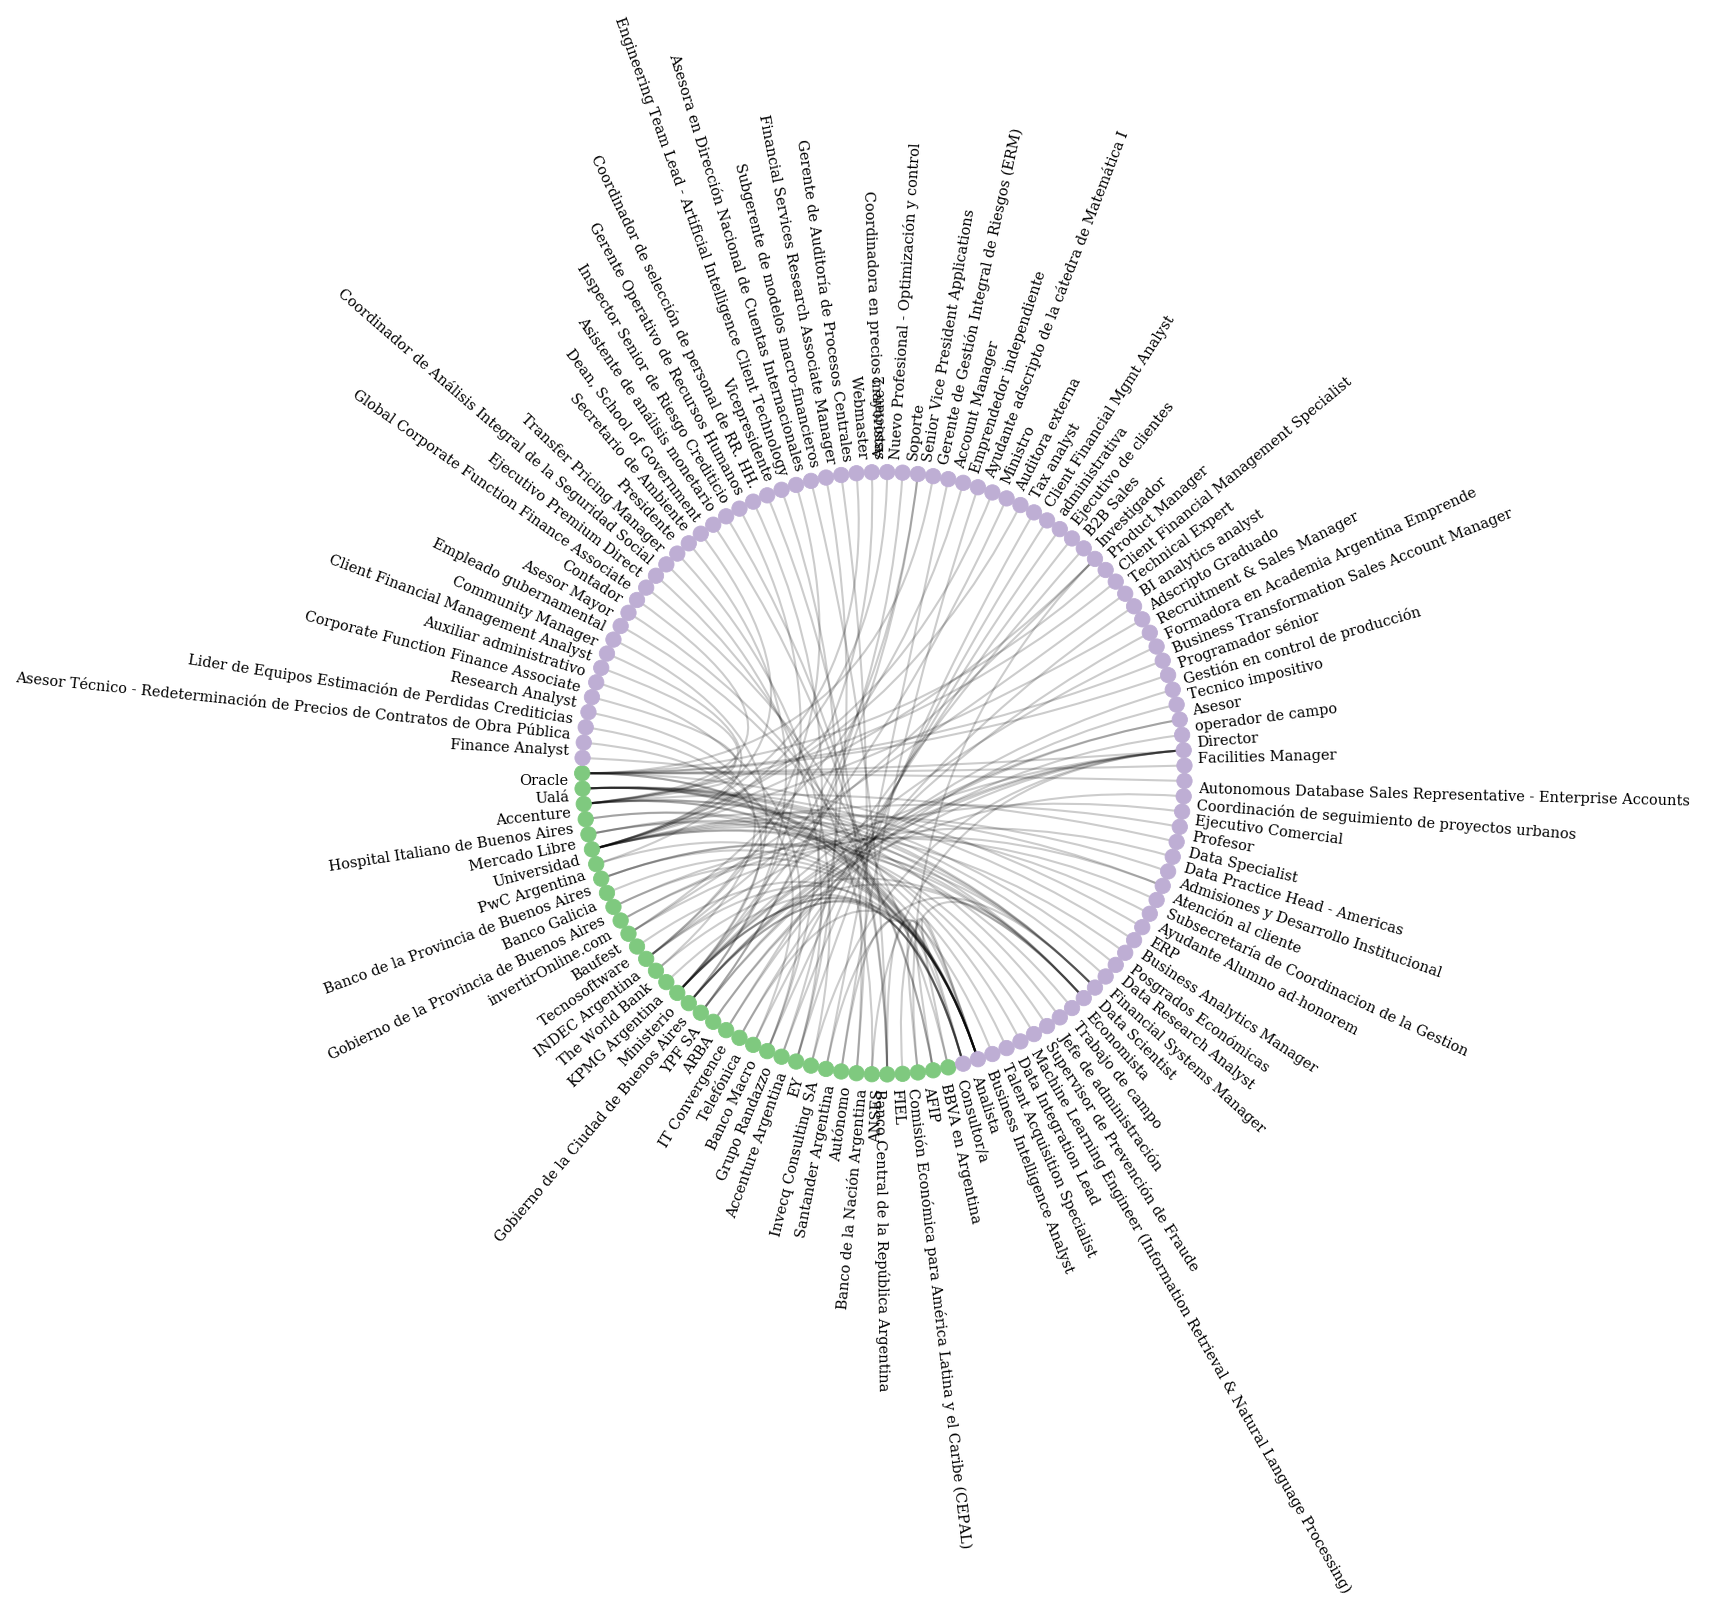 Coordinadora en precios mayoristas
Nuevo Profesional - Optimización y control
Soporte
Senior Vice President Applications
Gerente de Gestión Integral de Riesgos (ERM)
Account Manager
Emprendedor independiente
Ayudante adscripto de la cátedra de Matemática I
Ministro
Auditora externa
Tax analyst
Client Financial Mgmt Analyst
administrativa
Ejecutivo de clientes
B2B Sales
Investigador
Product Manager
Client Financial Management Specialist
Technical Expert
BI analytics analyst
Adscripto Graduado
Recruitment & Sales Manager
Formadora en Academia Argentina Emprende
Business Transformation Sales Account Manager
Programador sénior
Gestión en control de producción
Tecnico impositivo
Asesor
operador de campo
Director
Facilities Manager
Autonomous Database Sales Representative - Enterprise Accounts
Coordinación de seguimiento de proyectos urbanos
Ejecutivo Comercial
Profesor
Data Specialist
Data Practice Head - Americas
Admisiones y Desarrollo Institucional
Atención al cliente
Subsecretaría de Coordinacion de la Gestion
Ayudante Alumno ad-honorem
ERP
Business Analytics Manager
Posgrados Económicas
Data Research Analyst
Financial Systems Manager
Data Scientist
Economista
Trabajo de campo
Jefe de administración
Supervisor de Prevención de Fraude
Machine Learning Engineer (Information Retrieval & Natural Language Processing)
Data Integration Lead
Talent Acquisition Specialist
Business Intelligence Analyst
Analista
Consultor/a
BBVA en Argentina
AFIP
Comisión Económica para América Latina y el Caribe (CEPAL)
FIEL
Banco Central de la República Argentina
ANSES
Banco de la Nación Argentina
Autónomo
Santander Argentina
Invecq Consulting SA
EY
Accenture Argentina
Grupo Randazzo
Banco Macro
Telefónica
IT Convergence
ARBA
YPF SA
Gobierno de la Ciudad de Buenos Aires
Ministerio
KPMG Argentina
The World Bank
INDEC Argentina
Tecnosoftware
Baufest
invertirOnline.com
Gobierno de la Provincia de Buenos Aires
Banco Galicia
Banco de la Provincia de Buenos Aires
PwC Argentina
Universidad
Mercado Libre
Hospital Italiano de Buenos Aires
Accenture
Ualá
Oracle
Finance Analyst
Asesor Técnico - Redeterminación de Precios de Contratos de Obra Pública
Lider de Equipos Estimación de Perdidas Crediticias
Research Analyst
Corporate Function Finance Associate
Auxiliar administrativo
Client Financial Management Analyst
Community Manager
Empleado gubernamental
Asesor Mayor
Contador
Global Corporate Function Finance Associate
Ejecutivo Premium Direct
Coordinador de Análisis Integral de la Seguridad Social
Transfer Pricing Manager
Presidente
Secretario de Ambiente
Dean, School of Government
Asistente de análisis monetario
Inspector Senior de Riesgo Crediticio
Gerente Operativo de Recursos Humanos
Coordinador de selección de personal de RR. HH.
Vicepresidente
Engineering Team Lead - Artificial Intelligence Client Technology
Asesora en Dirección Nacional de Cuentas Internacionales
Subgerente de modelos macro-financieros
Financial Services Research Associate Manager
Gerente de Auditoría de Procesos Centrales
Webmaster